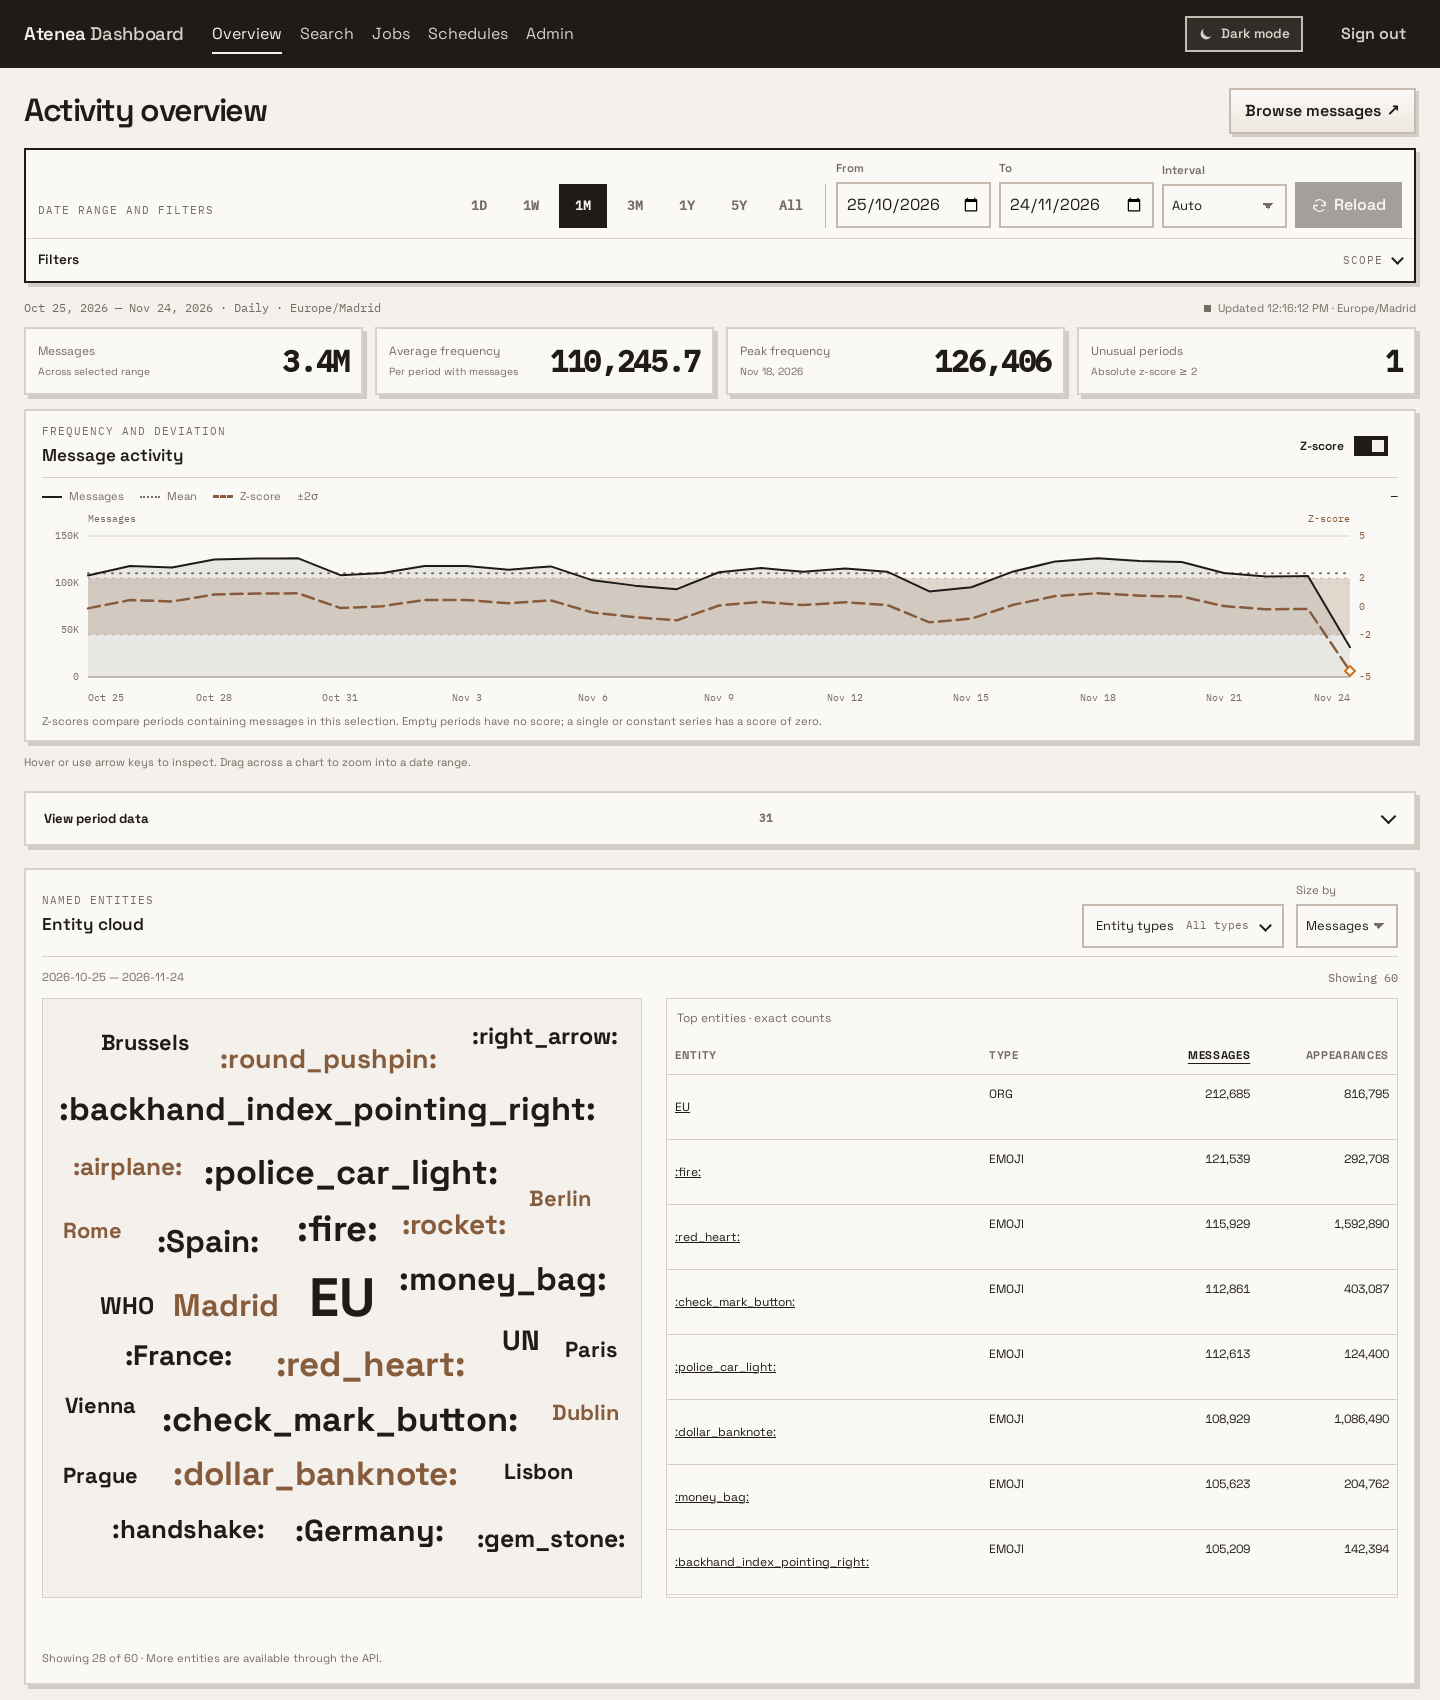 Atenea Dashboard Overview Search Jobs Schedules Admin Dark mode Sign out
Activity overview Browse messages ↗
From To Interval
DATE RANGE AND FILTERS 1D 1W 1M 3M 1Y 5Y All 25/10/2026 24/11/2026 Auto Reload
Filters SCOPE
Oct 25, 2026 — Nov 24, 2026 · Daily · Europe/Madrid Updated 12:16:12 PM · Europe/Madrid
Messages
Across selected range
3.4M
Average frequency
Per period with messages
110,245.7
Peak frequency
Nov 18, 2026
126,406
Unusual periods
Absolute z-score ≥ 2
1
FREQUENCY AND DEVIATION
Message activity Z-score
Messages Mean Z-score ±2σ –
Messages Z-score
150K 5
100K 2
0
50K -2
0 -5
Oct 25 Oct 28 Oct 31 Nov 3 Nov 6 Nov 9 Nov 12 Nov 15 Nov 18 Nov 21 Nov 24
Z-scores compare periods containing messages in this selection. Empty periods have no score; a single or constant series has a score of zero.
Hover or use arrow keys to inspect. Drag across a chart to zoom into a date range.
View period data 31
NAMED ENTITIES
Entity cloud
Size by
Entity types All types Messages
2026-10-25 — 2026-11-24 Showing 60
Brussels :right_arrow:
:round_pushpin:
:backhand_index_pointing_right:
:airplane: :police_car_light:
Berlin
Rome :Spain: :fire: :rocket:
:money_bag:
WHO Madrid EU
UN Paris
:France: :red_heart:
Vienna :check_mark_button: Dublin
Prague :dollar_banknote: Lisbon
:handshake: :Germany: :gem_stone:
Top entities · exact counts
ENTITY TYPE MESSAGES APPEARANCES
EU ORG 212,685 816,795
:fire: EMOJI 121,539 292,708
:red_heart: EMOJI 115,929 1,592,890
:check_mark_button: EMOJI 112,861 403,087
:police_car_light: EMOJI 112,613 124,400
:dollar_banknote: EMOJI 108,929 1,086,490
:money_bag: EMOJI 105,623 204,762
:backhand_index_pointing_right: EMOJI 105,209 142,394
Showing 28 of 60 · More entities are available through the API.